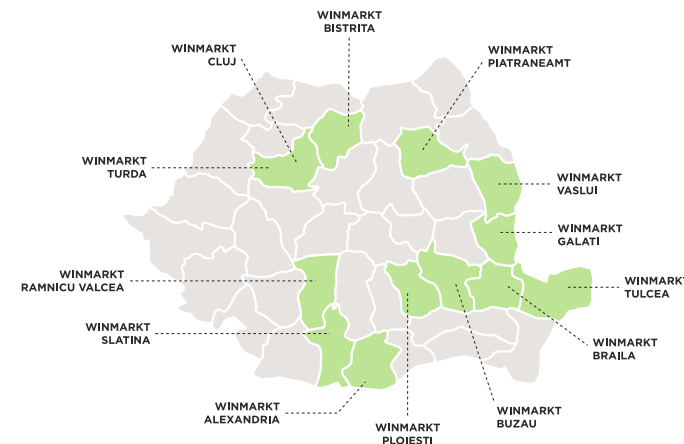 WINMARKT
BISTRITA
WINMARKT
CLUJ
WINMARKT
PIATRANEAMT
WINMARKT
TURDA
WINMARKT
VASLUI
WINMARKT
GALATI
WINMARKT
RAMNICU VALCEA
WINMARKT
TULCEA
WINMARKT
SLATINA
WINMARKT
BRAILA
WINMARKT
ALEXANDRIA
WINMARKT
BUZAU
WINMARKT
PLOIESTI